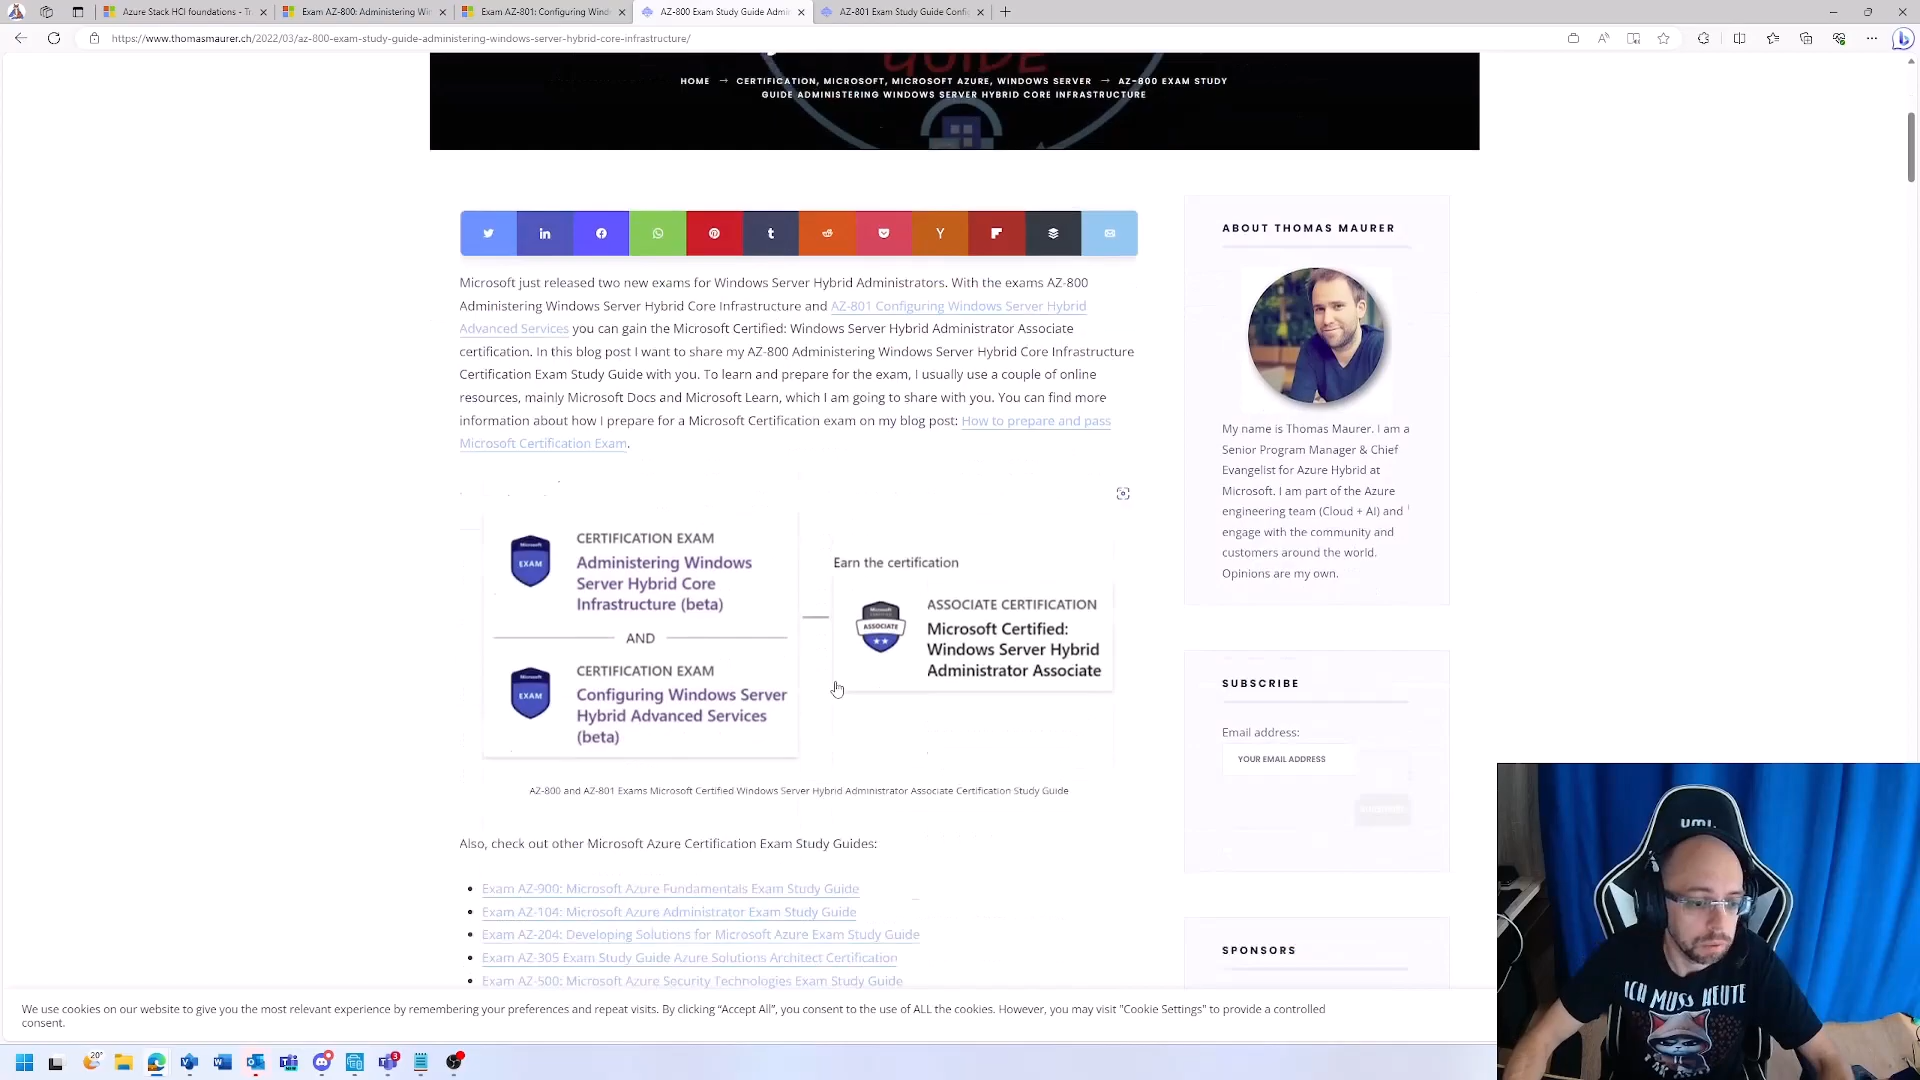 Azure Stack HCI foundations - Tr
Exam AZ-800: Administering Win
Exam AZ-801: Configuring Wind
AZ-800 Exam Study Guide Admi
AZ-801 Exam Study Guide Config
https://www.thomasmaurer.ch/2022/03/az-800-exam-study-guide-administering-windows-server-hybrid-core-infrastructure/
GUIDE
HOME → CERTIFICATION, MICROSOFT, MICROSOFT AZURE, WINDOWS SERVER → AZ-800 EXAM STUDY
GUIDE ADMINISTERING WINDOWS SERVER HYBRID CORE INFRASTRUCTURE
Microsoft just released two new exams for Windows Server Hybrid Administrators. With the exams AZ-800
Administering Windows Server Hybrid Core Infrastructure and AZ-801 Configuring Windows Server Hybrid
Advanced Services you can gain the Microsoft Certified: Windows Server Hybrid Administrator Associate
certification. In this blog post I want to share my AZ-800 Administering Windows Server Hybrid Core Infrastructure
Certification Exam Study Guide with you. To learn and prepare for the exam, I usually use a couple of online
resources, mainly Microsoft Docs and Microsoft Learn, which I am going to share with you. You can find more
information about how I prepare for a Microsoft Certification exam on my blog post: How to prepare and pass
Microsoft Certification Exam.
Microsoft
EXAM
CERTIFICATION EXAM
Administering Windows
Server Hybrid Core
Infrastructure (beta)
AND
Microsoft
EXAM
CERTIFICATION EXAM
Configuring Windows Server
Hybrid Advanced Services
(beta)
Earn the certification
Microsoft
ASSOCIATE
ASSOCIATE CERTIFICATION
Microsoft Certified:
Windows Server Hybrid
Administrator Associate
AZ-800 and AZ-801 Exams Microsoft Certified Windows Server Hybrid Administrator Associate Certification Study Guide
Also, check out other Microsoft Azure Certification Exam Study Guides:
Exam AZ-900: Microsoft Azure Fundamentals Exam Study Guide
Exam AZ-104: Microsoft Azure Administrator Exam Study Guide
Exam AZ-204: Developing Solutions for Microsoft Azure Exam Study Guide
Exam AZ-305 Exam Study Guide Azure Solutions Architect Certification
Exam AZ-500: Microsoft Azure Security Technologies Exam Study Guide
ABOUT THOMAS MAURER
My name is Thomas Maurer. I am a
Senior Program Manager & Chief
Evangelist for Azure Hybrid at
Microsoft. I am part of the Azure
engineering team (Cloud + AI) and
engage with the community and
customers around the world.
Opinions are my own.
SUBSCRIBE
Email address:
YOUR EMAIL ADDRESS
SPONSORS
We use cookies on our website to give you the most relevant experience by remembering your preferences and repeat visits. By clicking “Accept All”, you consent to the use of ALL the cookies. However, you may visit "Cookie Settings" to provide a controlled
consent.
20°
3
ICH MUSS HEUTE